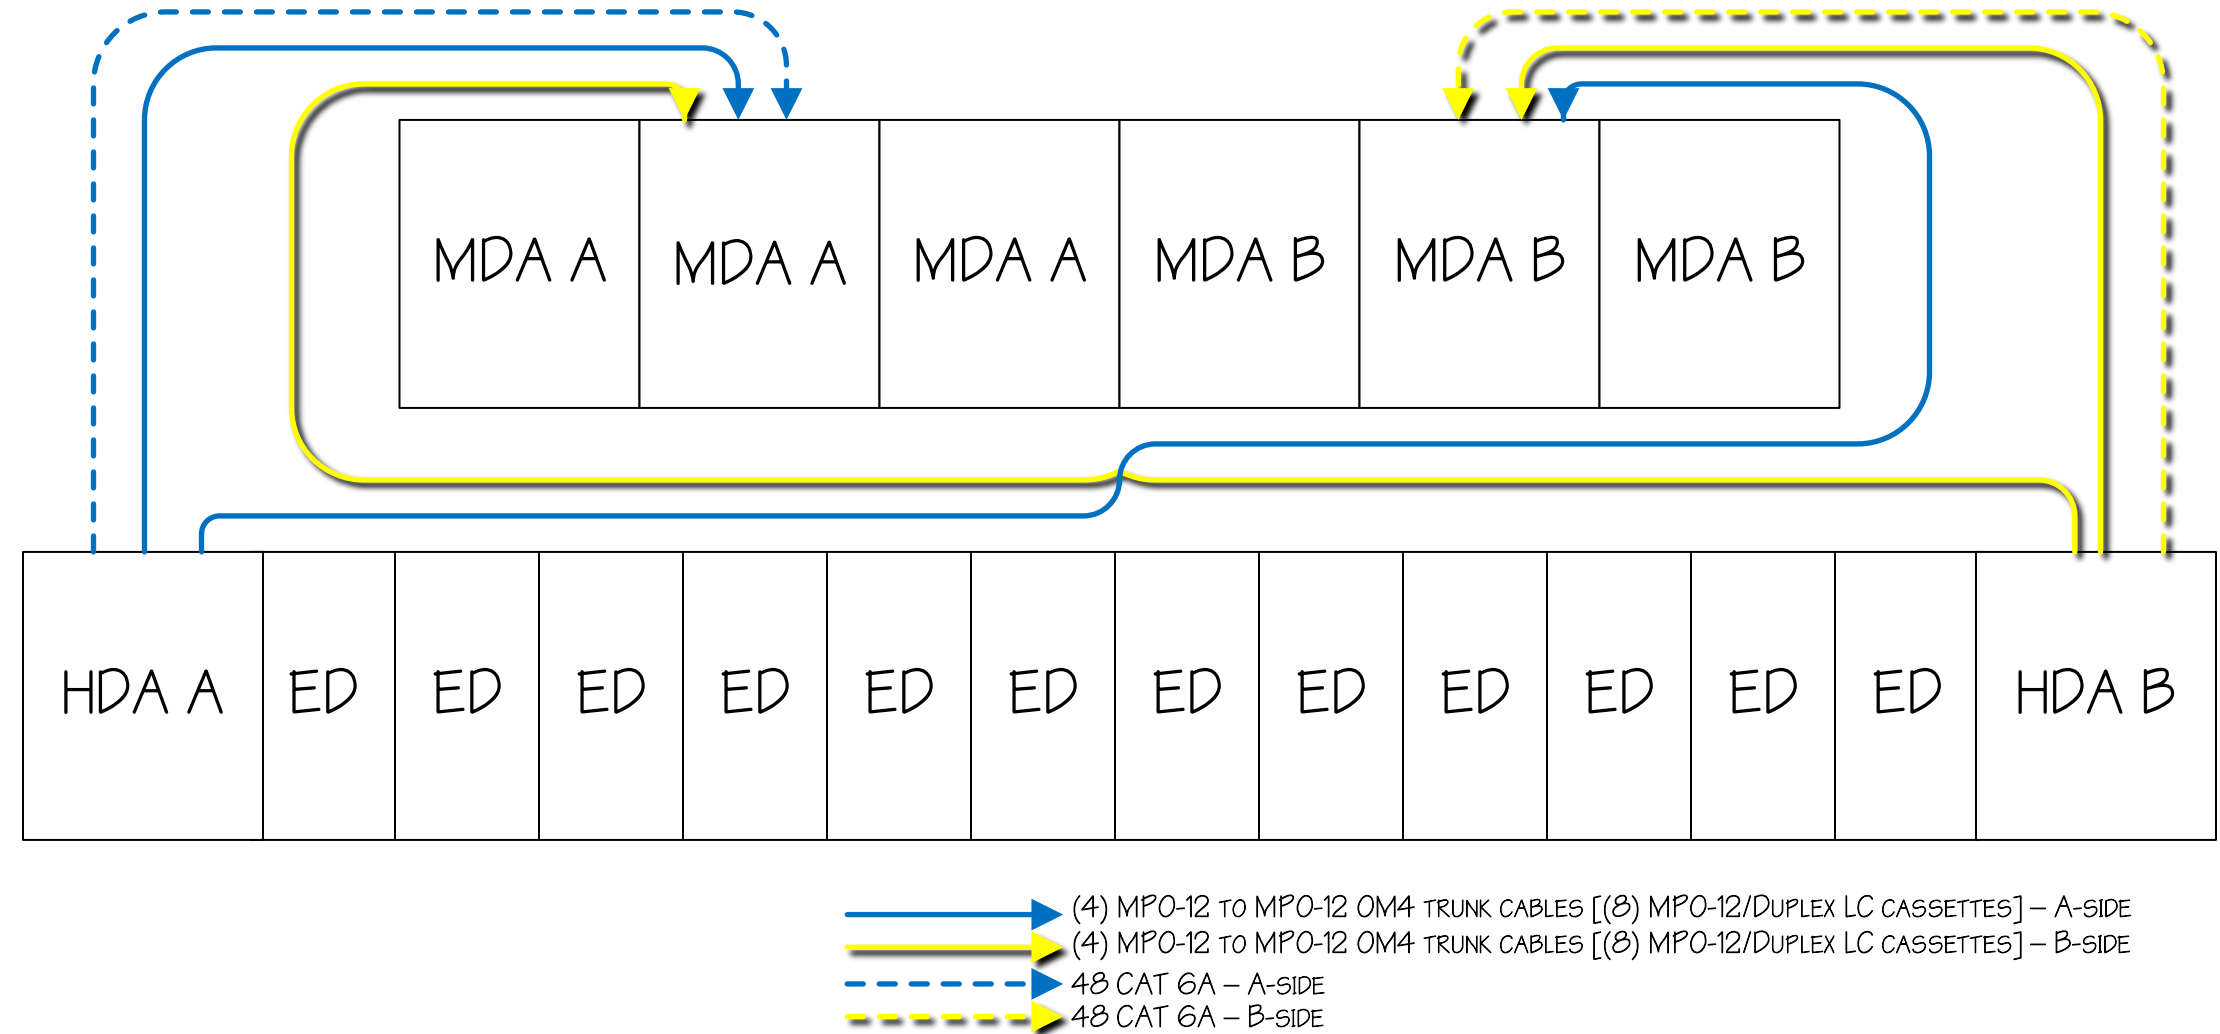 MDA A MDA A MDA A MDA B MDA B MDA B
HDA A ED ED ED ED ED ED ED ED ED ED ED ED HDA B
(4) MPO-12 TO MPO-12 OM4 TRUNK CABLES [(8) MPO-12/DUPLEX LC CASSETTES] – A-SIDE
(4) MPO-12 TO MPO-12 OM4 TRUNK CABLES [(8) MPO-12/DUPLEX LC CASSETTES] – B-SIDE
48 CAT 6A – A-SIDE
48 CAT 6A – B-SIDE